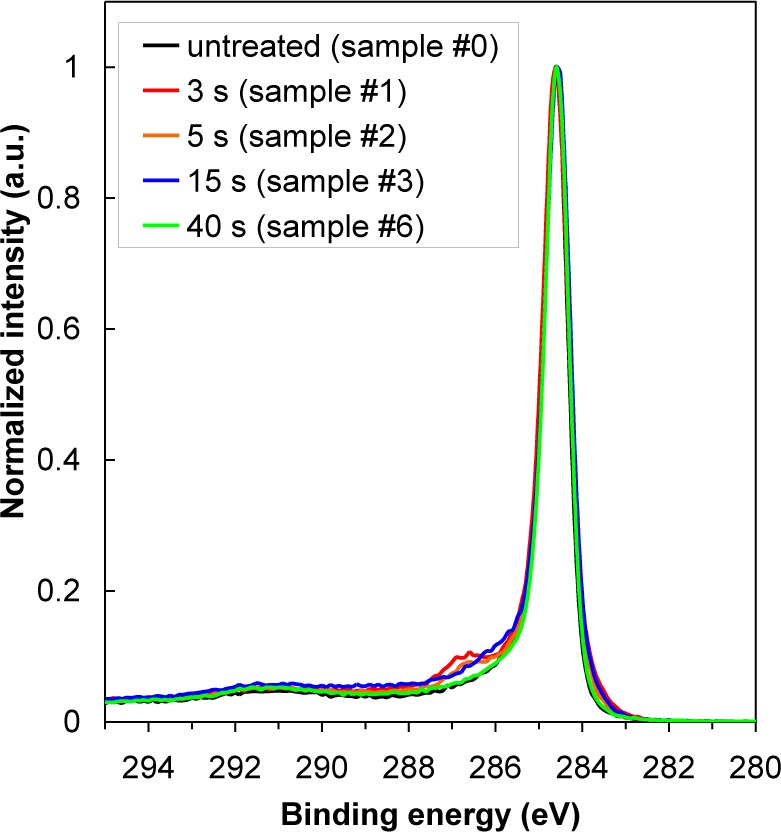 untreated (sample #0)
3 s (sample #1)
5 s (sample #2)
15 s (sample #3)
40 s (sample #6)
Normalized intensity (a.u.)
1
0.8
0.6
0.4
0.2
0
294 292 290 288 286 284 282 280
Binding energy (eV)